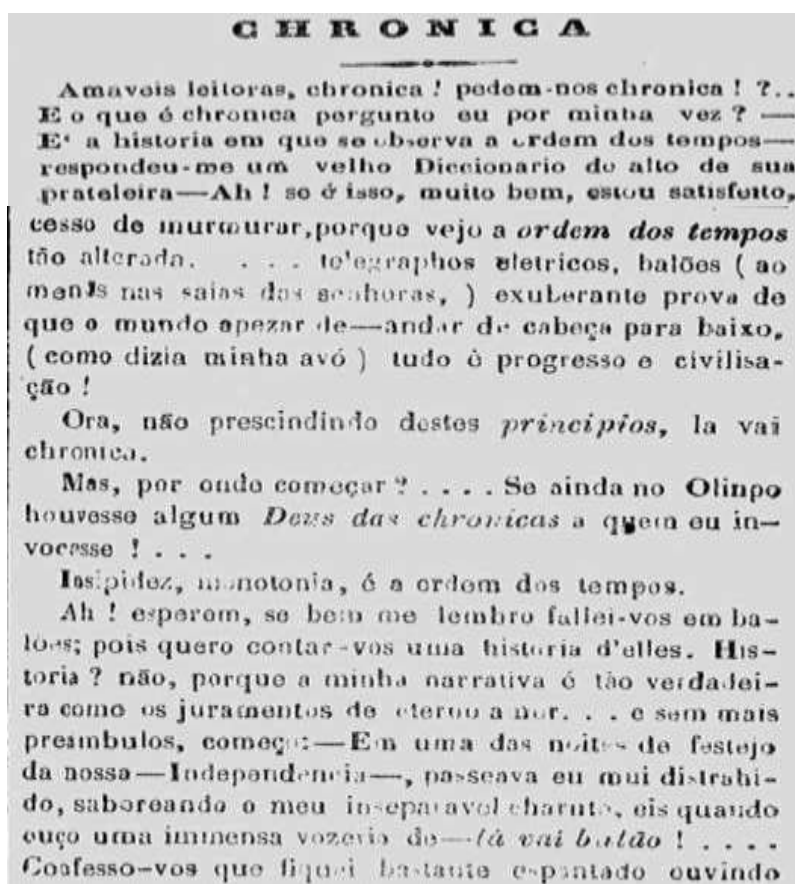 CHRONICA
Amaveis leitoras, chronica ! pedem-nos chronica ! ?..
E o que é chronica pergunto eu por minha vez ? —
E' a historia em que se observa a ordem dos tempos—
respondeu-me um velho Diccionario do alto de sua
prateleira—Ah ! se é isso, muito bem, estou satisfeito,
cesso de murmurar, porque vejo a ordem dos tempos
tão alterada. . . . . telegraphos eletricos, balões ( ao
menos nas saias das senhoras, ) exuberante prova de
que o mundo apezar de—andar de cabeça para baixo,
( como dizia minha avó ) tudo é progresso e civilisa-
ção !
Ora, não prescindindo destes principios, la vai
chronica.
Mas, por onde começar ? . . . . Se ainda no Olinpo
houvesse algum Deus das chronicas a quem eu in-
vocasse ! . . .
Insipidez, monotonia, é a ordem dos tempos.
Ah ! esperem, se bem me lembro fallei-vos em ba-
lões; pois quero contar-vos uma historia d'elles. His-
toria ? não, porque a minha narrativa é tão verdadei-
ra como os juramentos de eterno amor. . . e sem mais
preambulos, começo:—Em uma das noites de festejo
da nossa—Independencia—, passeava eu mui distrahi-
do, saboreando o meu inseparavel charuto, eis quando
ouço uma immensa vozeria de—lá vai balão ! . . . .
Confesso-vos que fiquei bastante espantado ouvindo